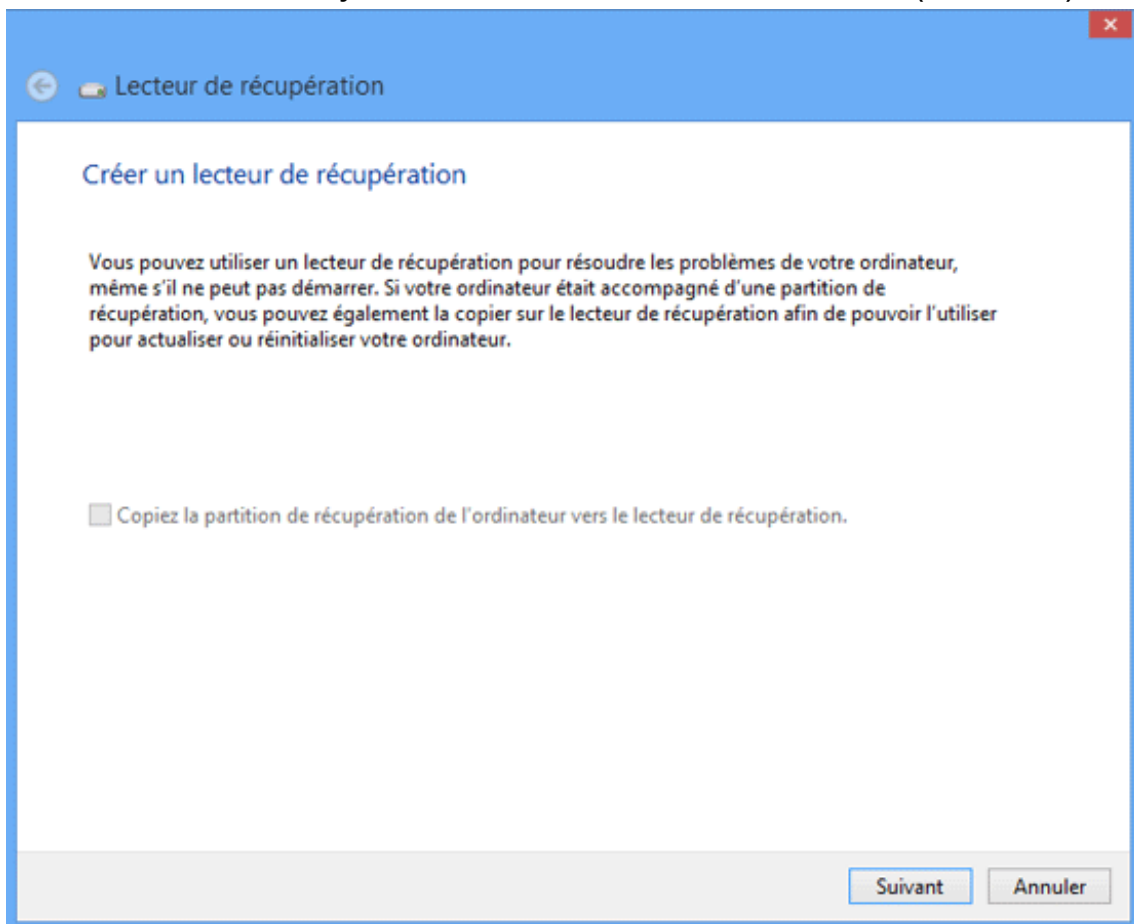 Lecteur de récupération
Créer un lecteur de récupération
Vous pouvez utiliser un lecteur de récupération pour résoudre les problèmes de votre ordinateur,
même s'il ne peut pas démarrer. Si votre ordinateur était accompagné d'une partition de
récupération, vous pouvez également la copier sur le lecteur de récupération afin de pouvoir l'utiliser
pour actualiser ou réinitialiser votre ordinateur.
Copiez la partition de récupération de l'ordinateur vers le lecteur de récupération.
Suivant Annuler